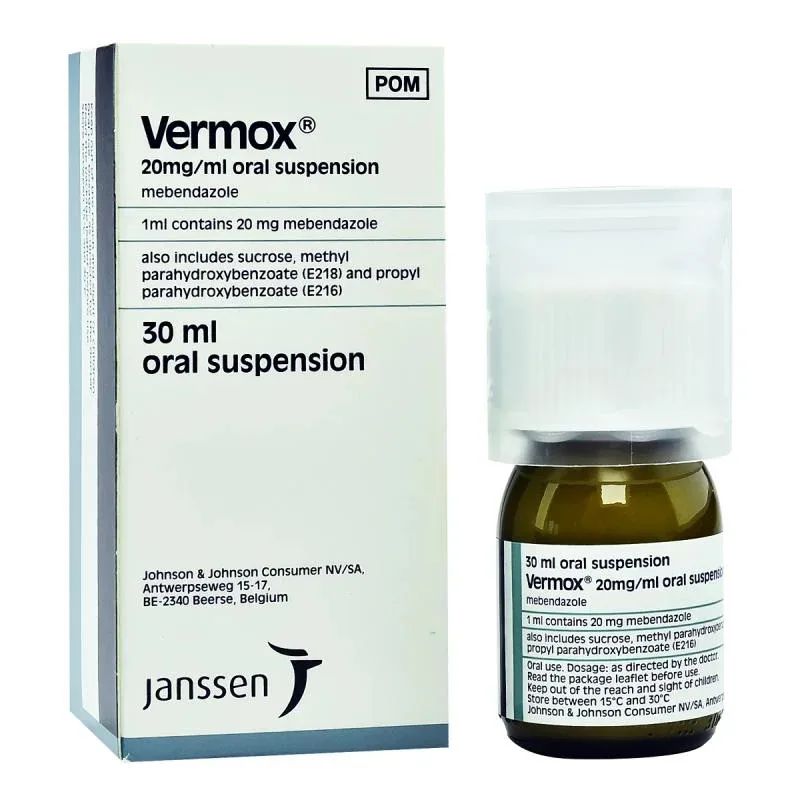 POM
Vermox®
20mg/ml oral suspension
mebendazole
1ml contains 20 mg mebendazole
also includes sucrose, methyl
parahydroxybenzoate (E218) and propyl
parahydroxybenzoate (E216)
30 ml
oral suspension
Johnson & Johnson Consumer NV/SA,
Antwerpseweg 15-17,
BE-2340 Beerse, Belgium
janssen
30 ml oral suspension
Vermox® 20mg/ml oral suspensio
mebendazole
1 ml contains 20 mg mebendazole
also includes sucrose, methyl parahydroxybenz
propyl parahydroxybenzoate (E216)
Oral use. Dosage: as directed by the doctor.
Read the package leaflet before use.
Keep out of the reach and sight of children.
Store between 15°C and 30°C
Johnson & Johnson Consumer NV/SA, Antwerp